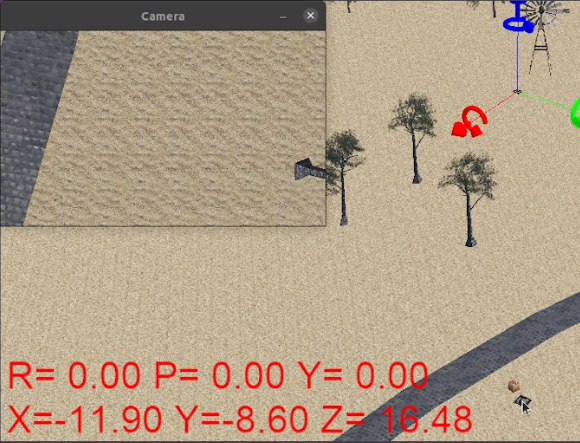 Camera
R= 0.00 P= 0.00 Y= 0.00
X=-11.90 Y=-8.60 Z= 16.48